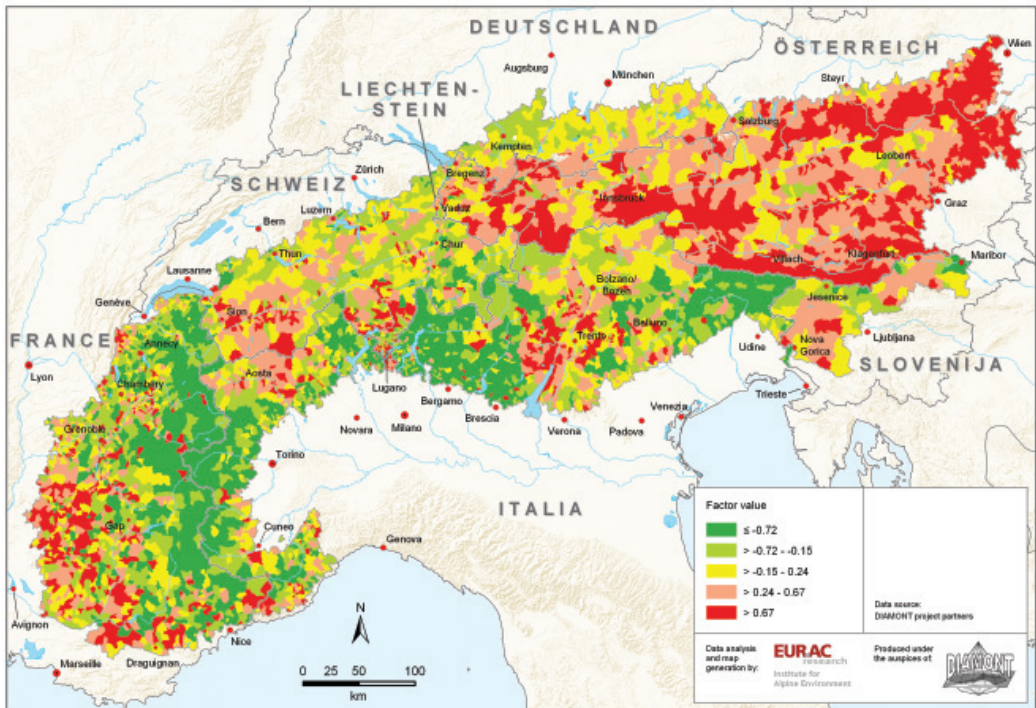 DEUTSCHLAND
ÖSTERREICH
Wien
Augsburg
München
Steyr
LIECHTEN-
STEIN
Salzburg
Kempten
Leoben
Zürich
Bregenz
SCHWEIZ
Innsbruck
Luzern
Vaduz
Graz
Bern
Chur
Villach
Klagenfurt
Thun
Maribor
Lausanne
Bolzano/
Bozen
Jesenice
Genéve
Sion
Belluno
FRANCE
Trento
Annecy
Udine
Nova
Gorica
Ljubljana
Lyon
Aosta
SLOVENIJA
Chambéry
Lugano
Bergamo
Trieste
Brescia
Venezia
Grenoble
Novara
Milano
Verona
Padova
Torino
ITALIA
Gap
Cuneo
Genova
Avignon
Nice
Marseille
Draguignan
N
0 25 50 100
km
Factor value
≤ -0.72
> -0.72 - -0.15
> -0.15 - 0.24
> 0.24 - 0.67
> 0.67
Data source:
DIAMONT project partners
Data analysis
and map
generation by:
EURAC
research
Institute for
Alpine Environment
Produced under
the auspices of:
DIAMONT